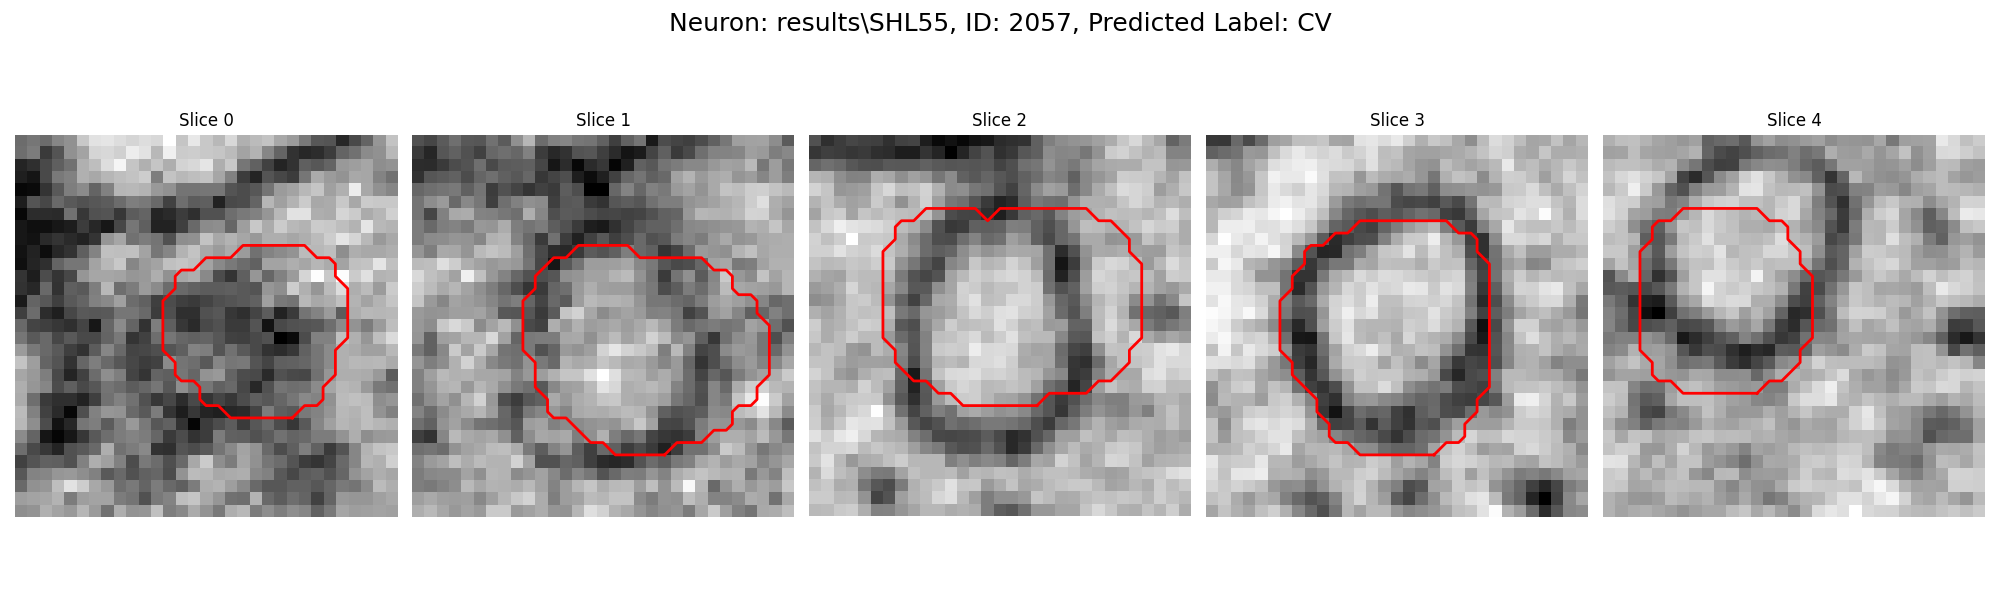 Neuron: results\SHL55, ID: 2057, Predicted Label: CV
Slice 0
Slice 1
Slice 2
Slice 3
Slice 4